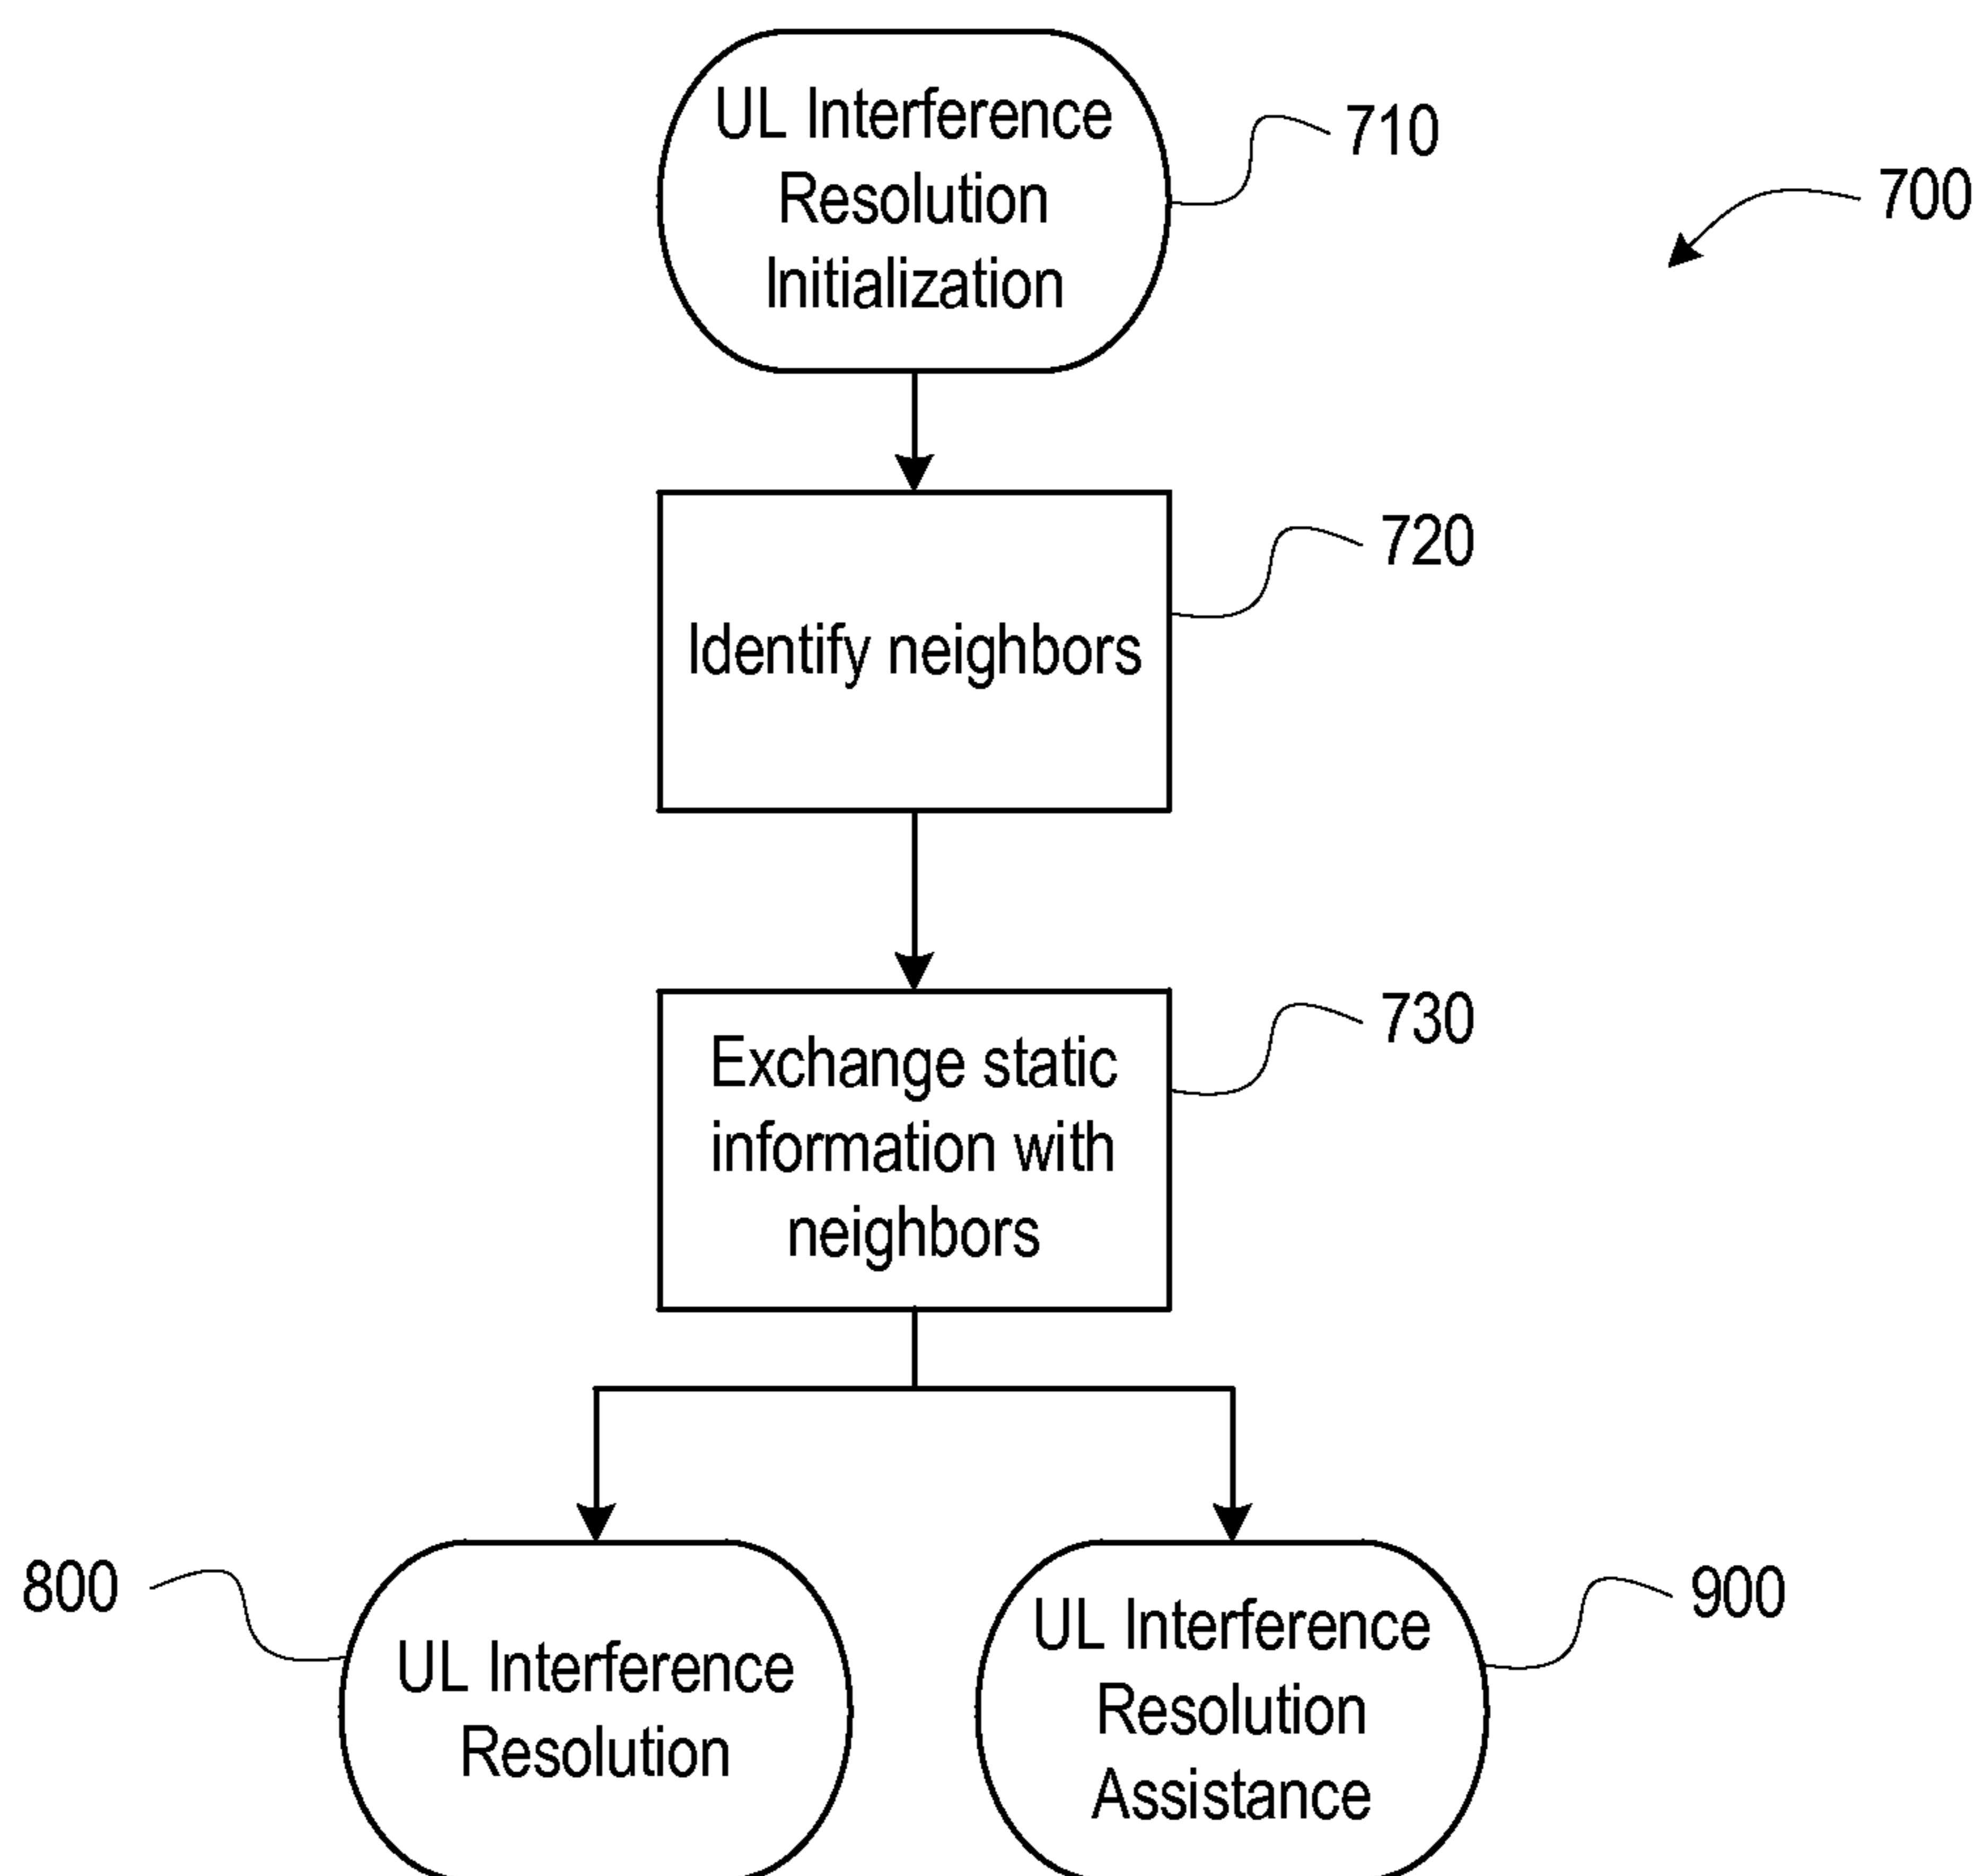 UL Interference
Resolution
Initialization
710
700
Identify neighbors
720
Exchange static
information with
neighbors
730
800
UL Interference
Resolution
UL Interference
Resolution
Assistance
900